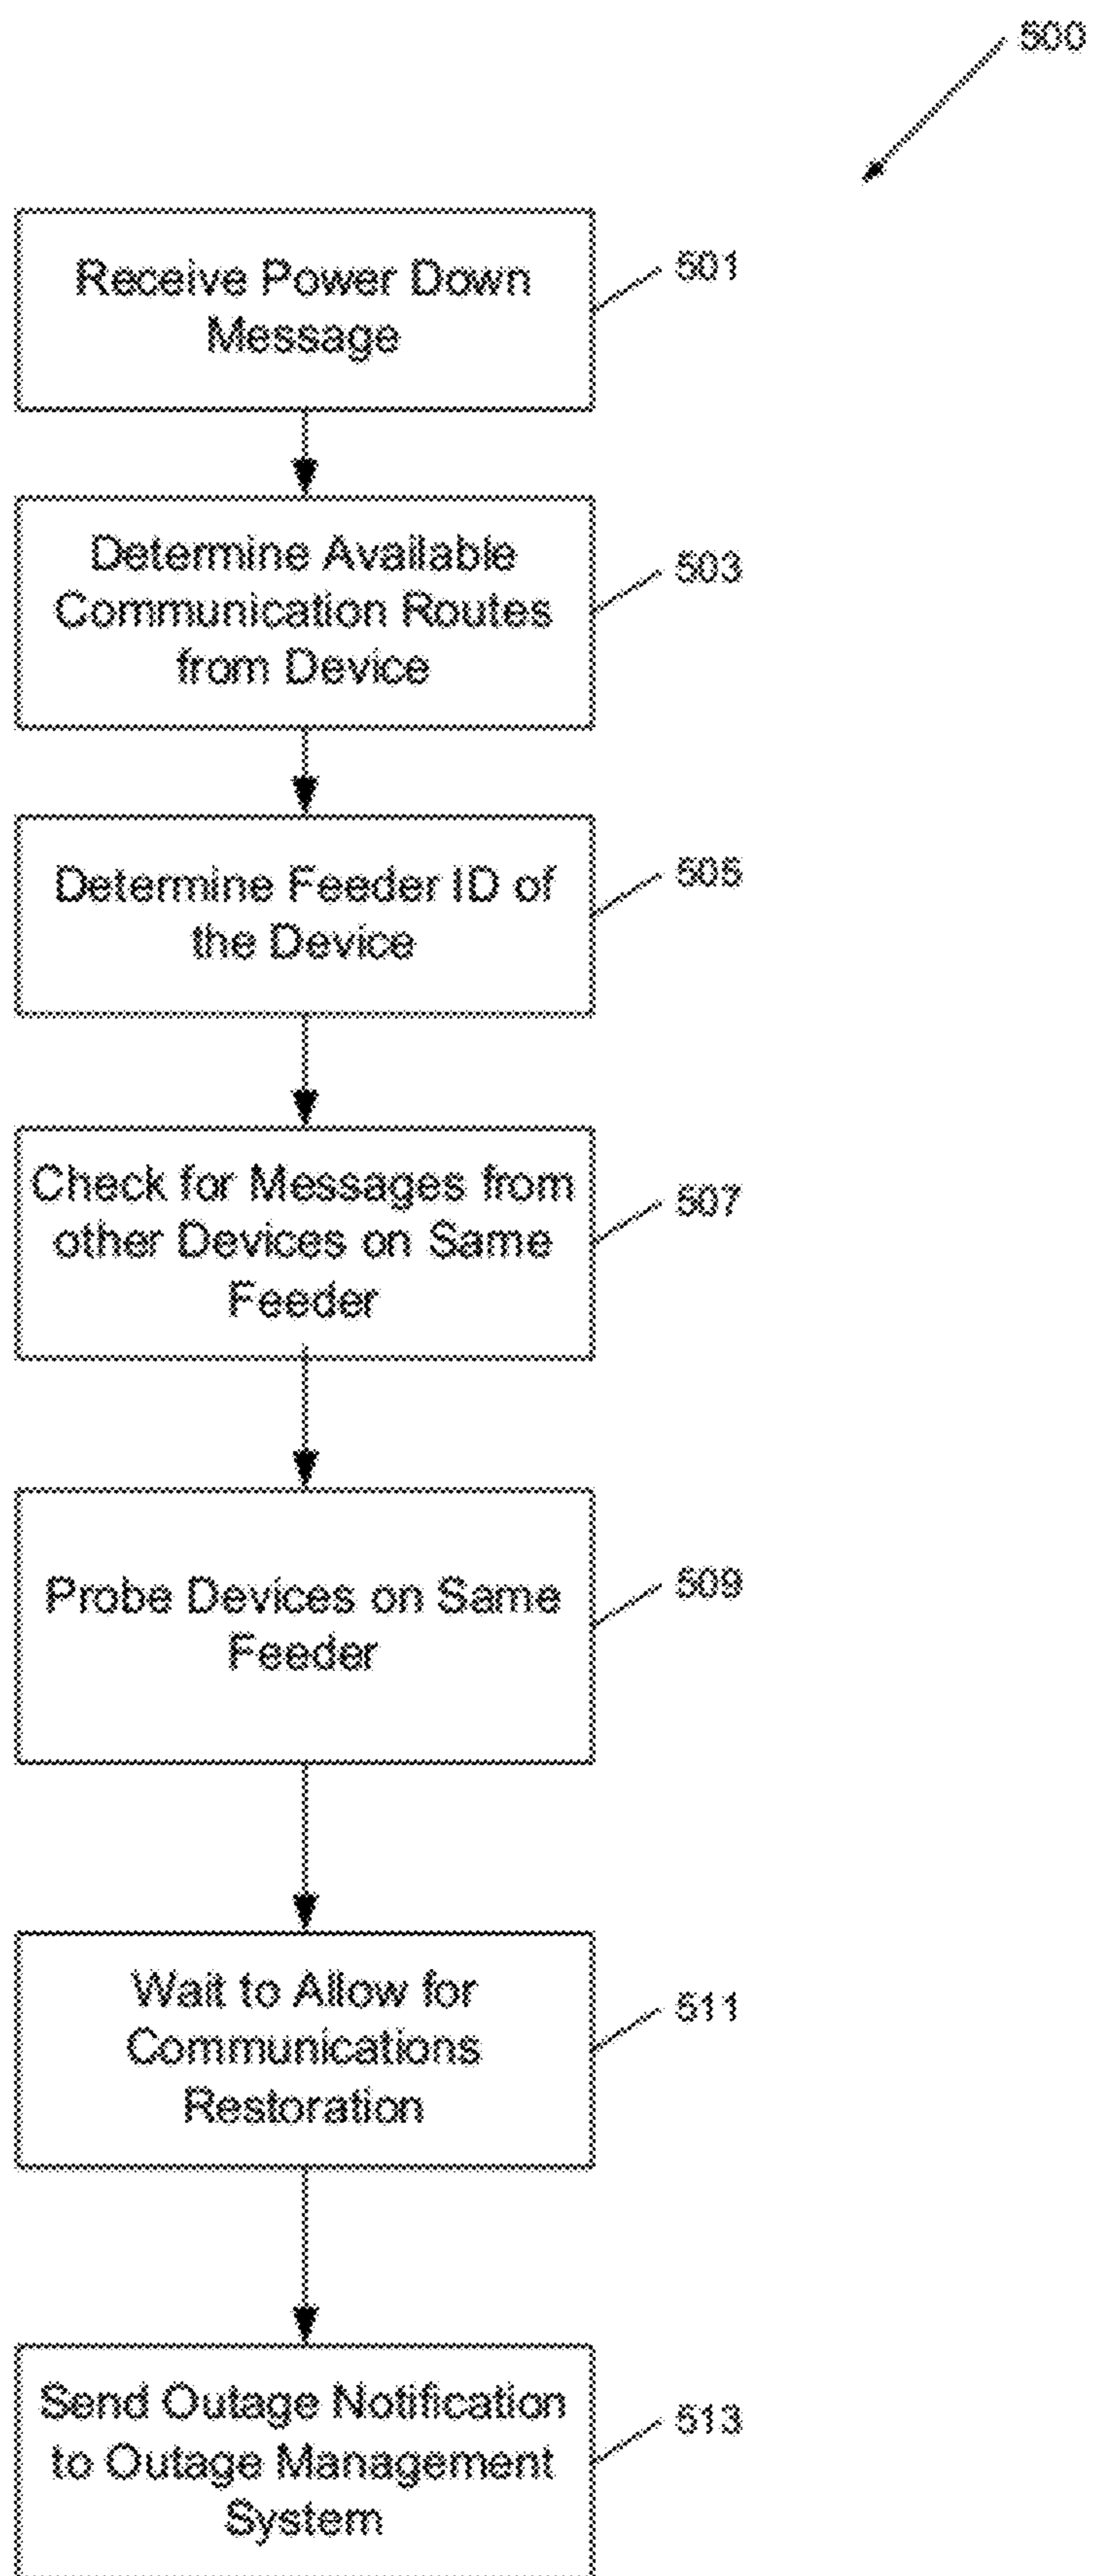 500
Receive Power Down
Message
501
Determine Available
Communication Routes
from Device
503
Determine Feeder ID of
the Device
505
Check for Messages from
other Devices on Same
Feeder
507
Probe Devices on Same
Feeder
509
Wait to Allow for
Communications
Restoration
511
Send Outage Notification
to Outage Management
System
513